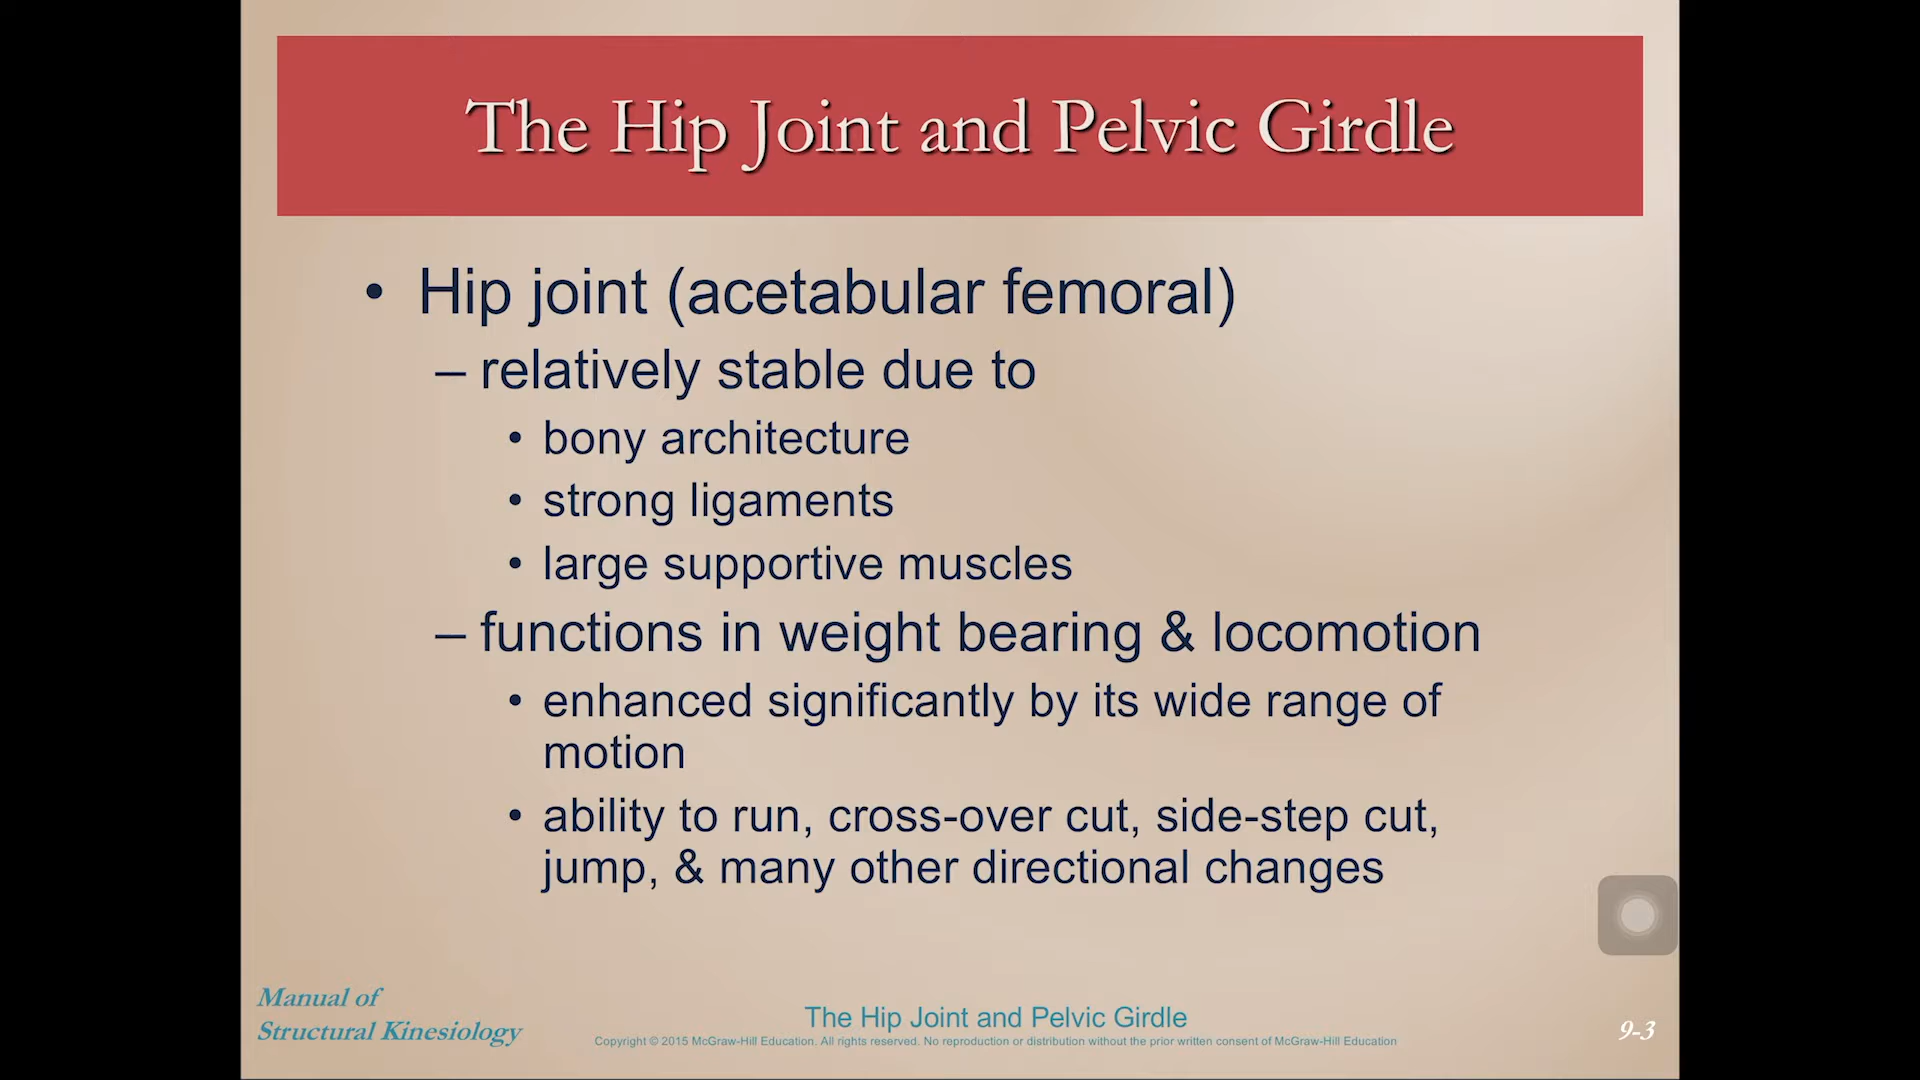 The Hip Joint and Pelvic Girdle
• Hip joint (acetabular femoral)
– relatively stable due to
• bony architecture
• strong ligaments
• large supportive muscles
– functions in weight bearing & locomotion
• enhanced significantly by its wide range of
motion
• ability to run, cross-over cut, side-step cut,
jump, & many other directional changes
Manual of
Structural Kinesiology
The Hip Joint and Pelvic Girdle
Copyright © 2015 McGraw-Hill Education. All rights reserved. No reproduction or distribution without the prior written consent of McGraw-Hill Education
9-3